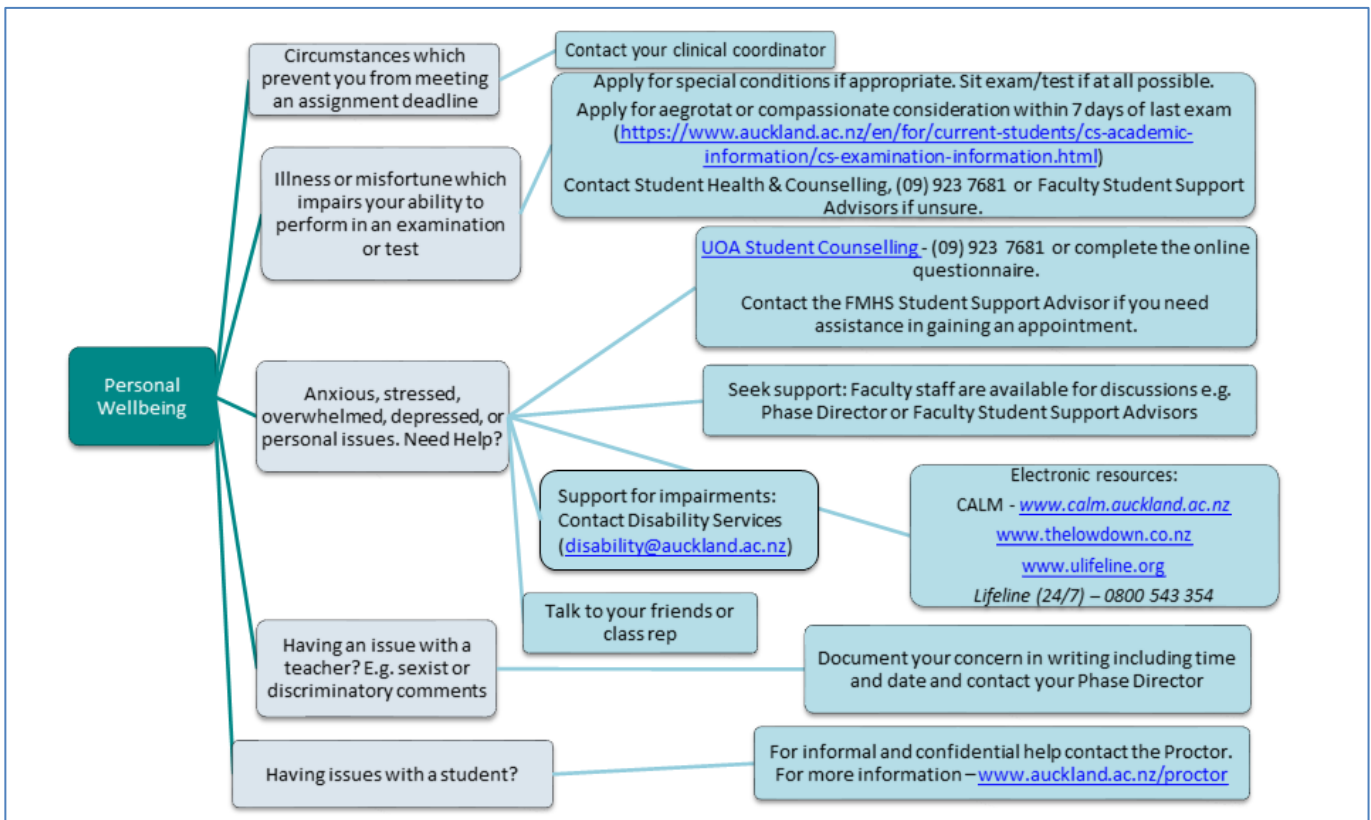 Circumstances which
prevent you from meeting
an assignment deadline
Contact your clinical coordinator
Illness or misfortune which
impairs your ability to
perform in an examination
or test
Apply for special conditions if appropriate. Sit exam/test if at all possible.
Apply for aegrotat or compassionate consideration within 7 days of last exam
(https://www.auckland.ac.nz/en/for/current-students/cs-academic-
information/cs-examination-information.html)
Contact Student Health & Counselling, (09) 923 7681 or Faculty Student Support
Advisors if unsure.
Personal
Wellbeing
Anxious, stressed,
overwhelmed, depressed, or
personal issues. Need Help?
UOA Student Counselling - (09) 923 7681 or complete the online
questionnaire.
Contact the FMHS Student Support Advisor if you need
assistance in gaining an appointment.
Seek support: Faculty staff are available for discussions e.g.
Phase Director or Faculty Student Support Advisors
Support for impairments:
Contact Disability Services
(disability@auckland.ac.nz)
Electronic resources:
CALM - www.calm.auckland.ac.nz
www.thelowdown.co.nz
www.ulifeline.org
Lifeline (24/7) – 0800 543 354
Talk to your friends or
class rep
Having an issue with a
teacher? E.g. sexist or
discriminatory comments
Document your concern in writing including time
and date and contact your Phase Director
Having issues with a student?
For informal and confidential help contact the Proctor.
For more information – www.auckland.ac.nz/proctor